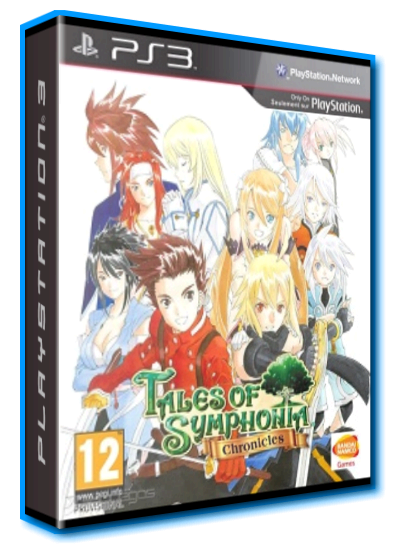 PS3
PlayStation®Network
Only On
Seulement sur PlayStation.
TALES OF
SYMPHONIA
Chronicles
12
www.pegi.info
BANDAI
NAMCO
Games
PLAYSTATION®3